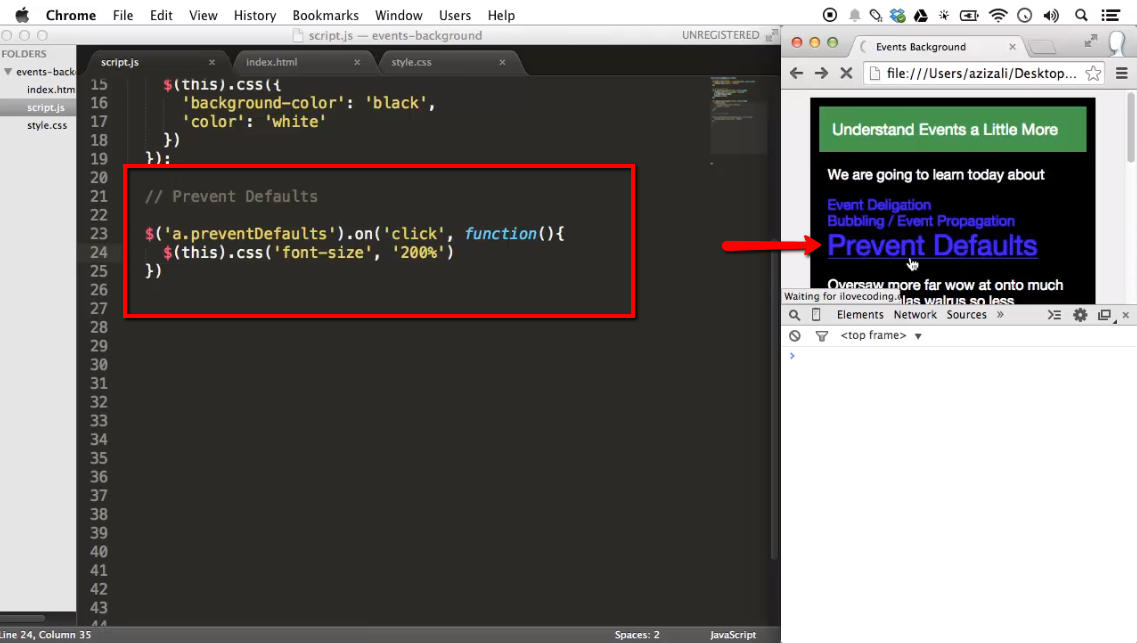 Chrome File Edit View History Bookmarks Window Users Help
script.js — events-background
UNREGISTERED
FOLDERS
events-back
index.htm
script.js
style.css
script.js × index.html × style.css ×
15 $(this).css({
16 'background-color': 'black',
17 'color': 'white'
18 })
19 });
20
21 // Prevent Defaults
22
23 $('a.preventDefaults').on('click', function(){
24 $(this).css('font-size', '200%')
25 })
26
27
28
29
30
31
32
33
34
35
36
37
38
39
40
41
42
43
44
Line 24, Column 35
Spaces: 2
JavaScript
Events Background ×
file:///Users/azizali/Desktop...
Understand Events a Little More
We are going to learn today about
Event Deligation
Bubbling / Event Propagation
Prevent Defaults
Oversaw more far wow at onto much
las walrus so less
Waiting for ilovecoding.
Elements Network Sources »
<top frame> ▼
>